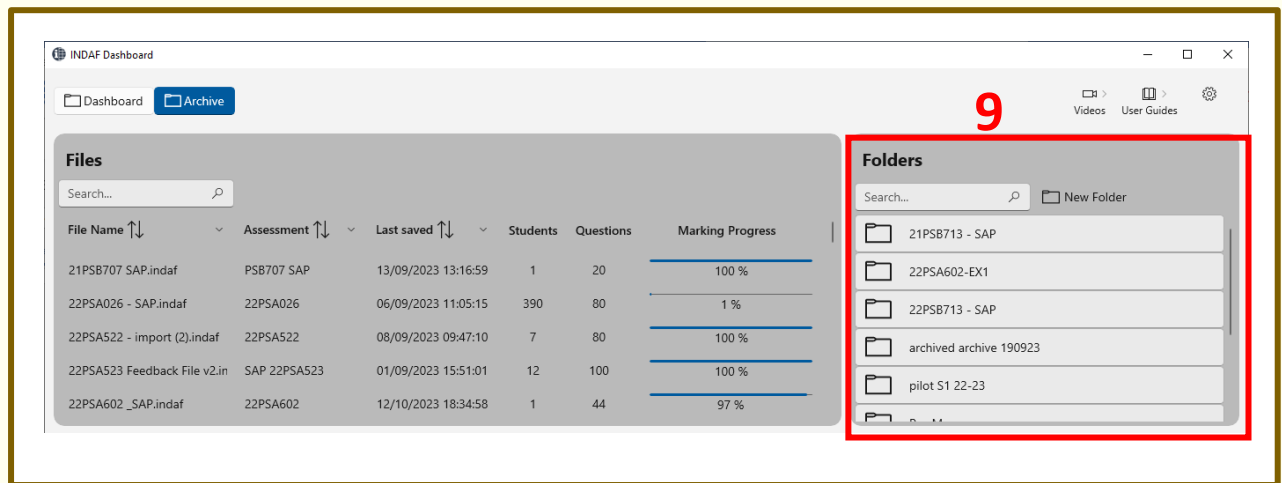 INDAF Dashboard
Dashboard Archive
9
Videos User Guides
Files
Search...
File Name Assessment Last saved Students Questions Marking Progress
21PSB707 SAP.indaf PSB707 SAP 13/09/2023 13:16:59 1 20 100 %
22PSA026 - SAP.indaf 22PSA026 06/09/2023 11:05:15 390 80 1 %
22PSA522 - import (2).indaf 22PSA522 08/09/2023 09:47:10 7 80 100 %
22PSA523 Feedback File v2.in SAP 22PSA523 01/09/2023 15:51:01 12 100 100 %
22PSA602 _SAP.indaf 22PSA602 12/10/2023 18:34:58 1 44 97 %
Folders
Search... New Folder
21PSB713 - SAP
22PSA602-EX1
22PSB713 - SAP
archived archive 190923
pilot S1 22-23